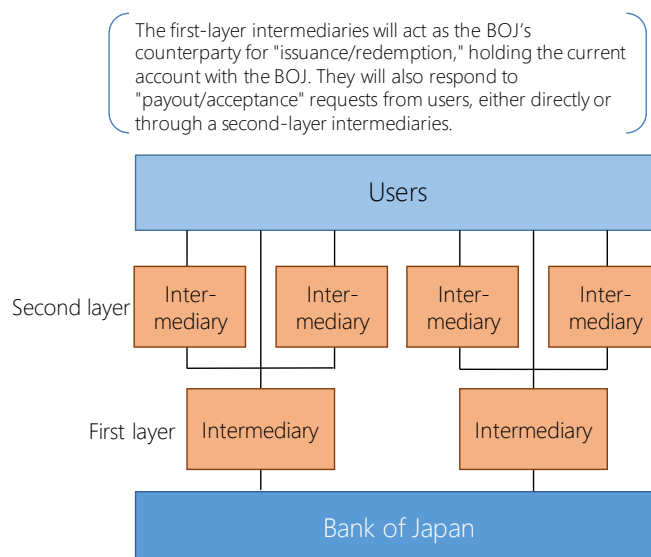 The first-layer intermediaries will act as the BOJ's
counterparty for "issuance/redemption," holding the current
account with the BOJ. They will also respond to
"payout/acceptance" requests from users, either directly or
through a second-layer intermediaries.
Users
Second layer
Inter-
mediary
Inter-
mediary
Inter-
mediary
Inter-
mediary
First layer
Intermediary
Intermediary
Bank of Japan